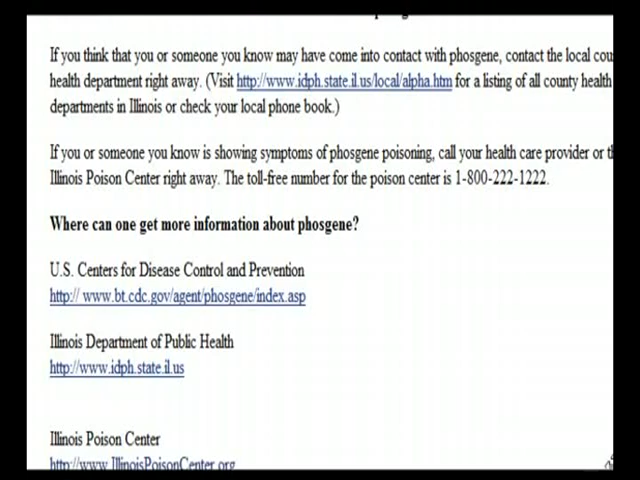 If you think that you or someone you know may have come into contact with phosgene, contact the local cou
health department right away. (Visit http://www.idph.state.il.us/local/alpha.htm for a listing of all county health
departments in Illinois or check your local phone book.)
If you or someone you know is showing symptoms of phosgene poisoning, call your health care provider or th
Illinois Poison Center right away. The toll-free number for the poison center is 1-800-222-1222.
Where can one get more information about phosgene?
U.S. Centers for Disease Control and Prevention
http:// www.bt.cdc.gov/agent/phosgene/index.asp
Illinois Department of Public Health
http://www.idph.state.il.us
Illinois Poison Center
http://www.IllinoisPoisonCenter.org